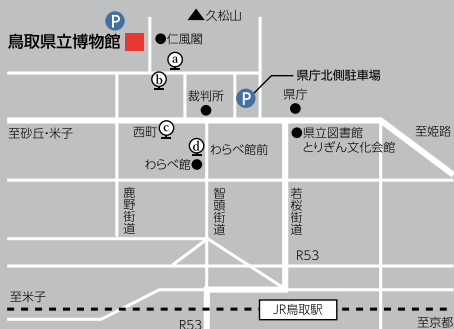 P
久松山
鳥取県立博物館
仁風閣
a
b
裁判所
P
県庁北側駐車場
県庁
至砂丘・米子
西町
c
県立図書館
とりぎん文化会館
至姫路
d
わらべ館前
わらべ館
鹿野街道
智頭街道
若桜街道
R53
至米子
JR鳥取駅
R53
至京都